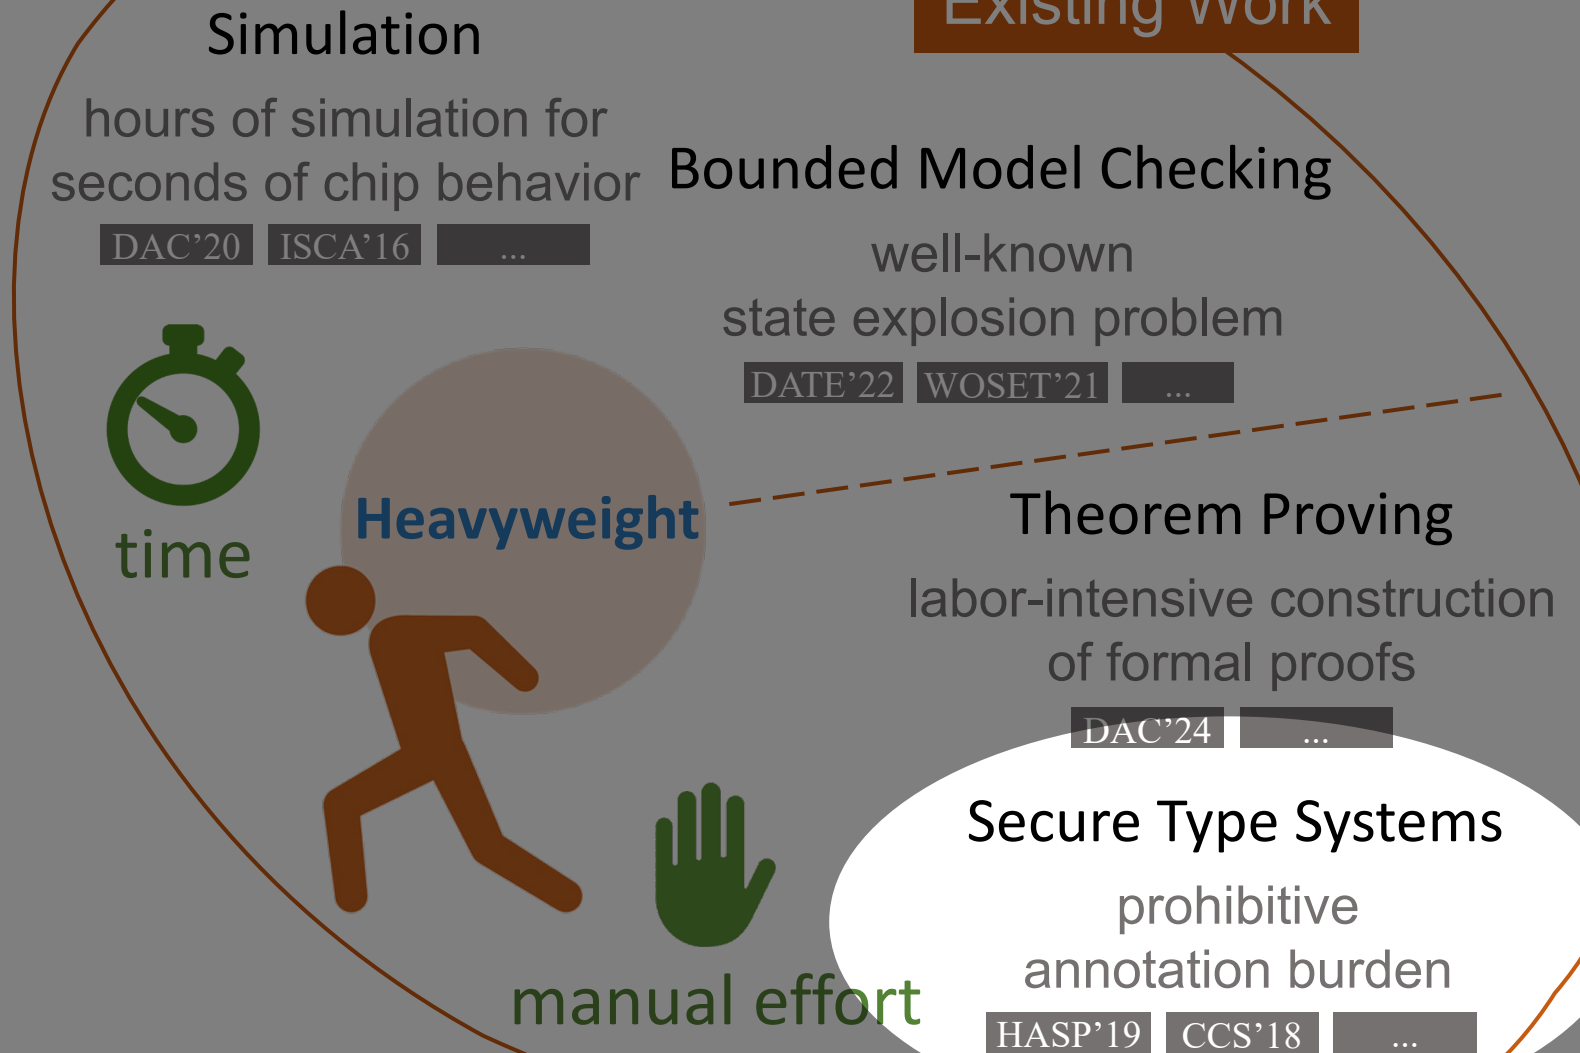 Existing Work
Simulation
hours of simulation for
seconds of chip behavior
DAC’20 ISCA’16 ...
Bounded Model Checking
well-known
state explosion problem
DATE’22 WOSET’21 ...
time
Heavyweight
Theorem Proving
labor-intensive construction
of formal proofs
DAC’24 ...
Secure Type Systems
prohibitive
annotation burden
HASP’19 CCS’18 ...
manual effort